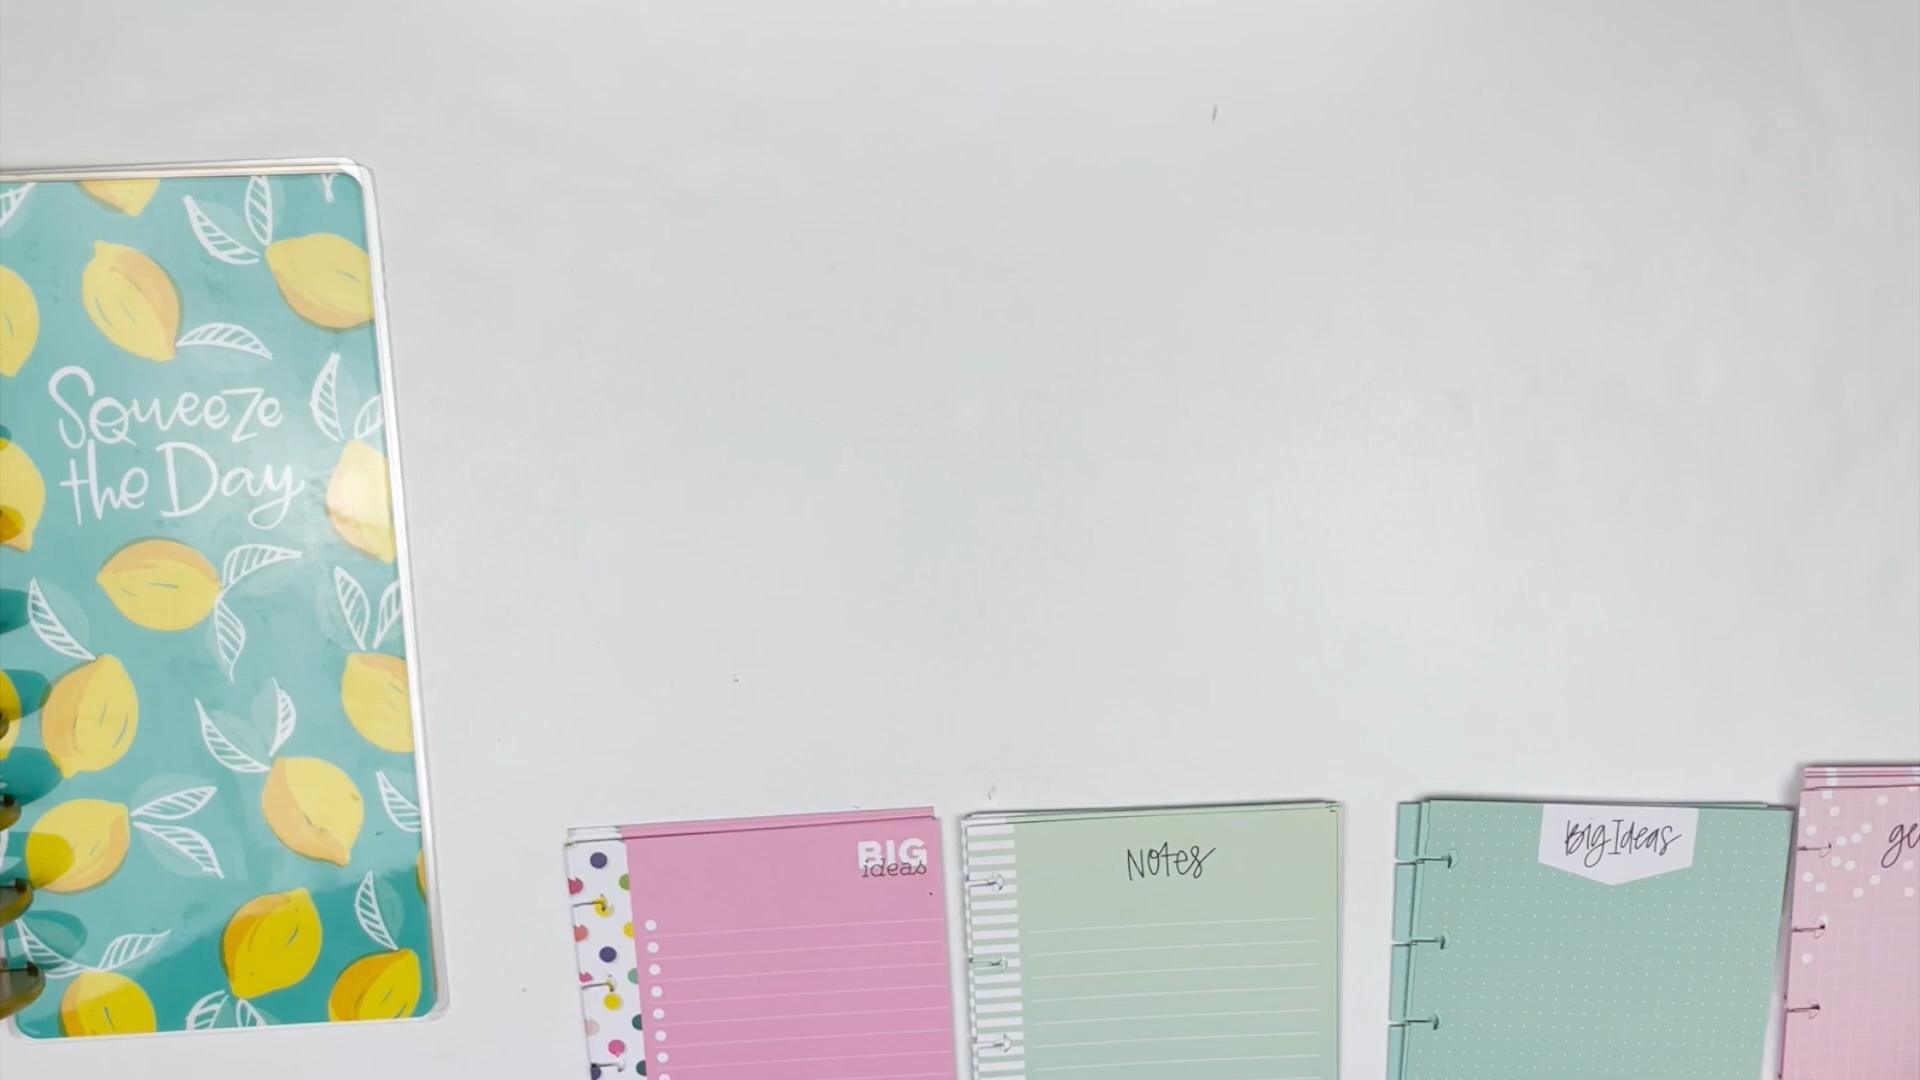 Squeeze
the Day
BIG
ideas
Notes
Big Ideas